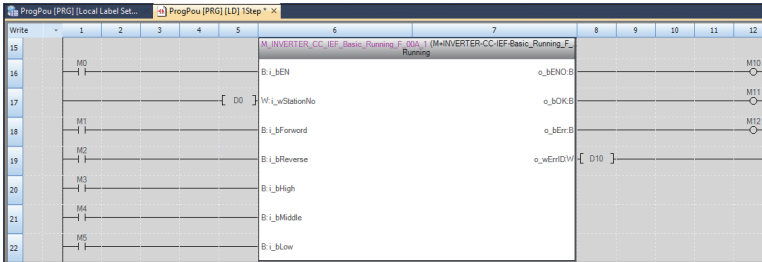 ProgPou [PRG] [Local Label Set...
ProgPou [PRG] [LD] 1Step *
Write 1 2 3 4 5 6 7 8 9 10 11 12
15 M_INVERTER_CC_IEF_Basic_Running_F_00A_1 (M+INVERTER-CC-IEF-Basic_Running_F_
Running
16 M0 B: i_bEN o_bENO:B M10
17 D0 W: i_wStationNo o_bOK:B M11
18 M1 B: i_bForword o_bErr:B M12
19 M2 B: i_bReverse o_wErrID:W D10
20 M3 B: i_bHigh
21 M4 B: i_bMiddle
22 M5 B: i_bLow